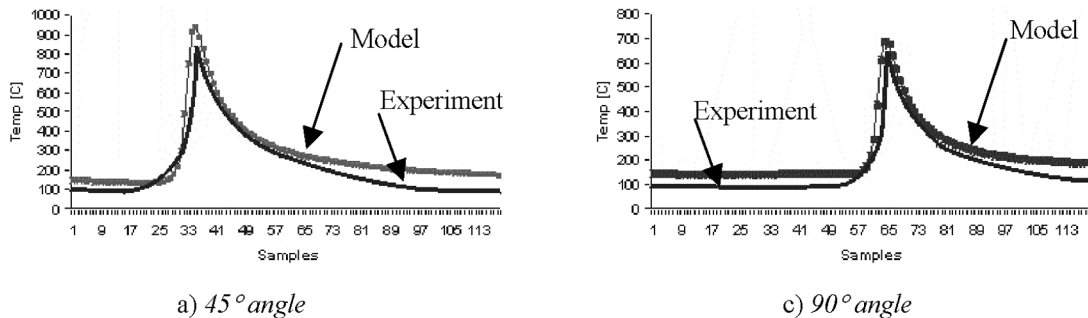 1000
900
800
700
600
500
400
300
200
100
0
Temp [C]
1 9 17 25 33 41 49 57 65 73 81 89 97 105 113
Samples
Model
Experiment
a) 45° angle
800
700
600
500
400
300
200
100
0
Temp [C]
1 9 17 25 33 41 49 57 65 73 81 89 97 105 113
Samples
Model
Experiment
c) 90° angle